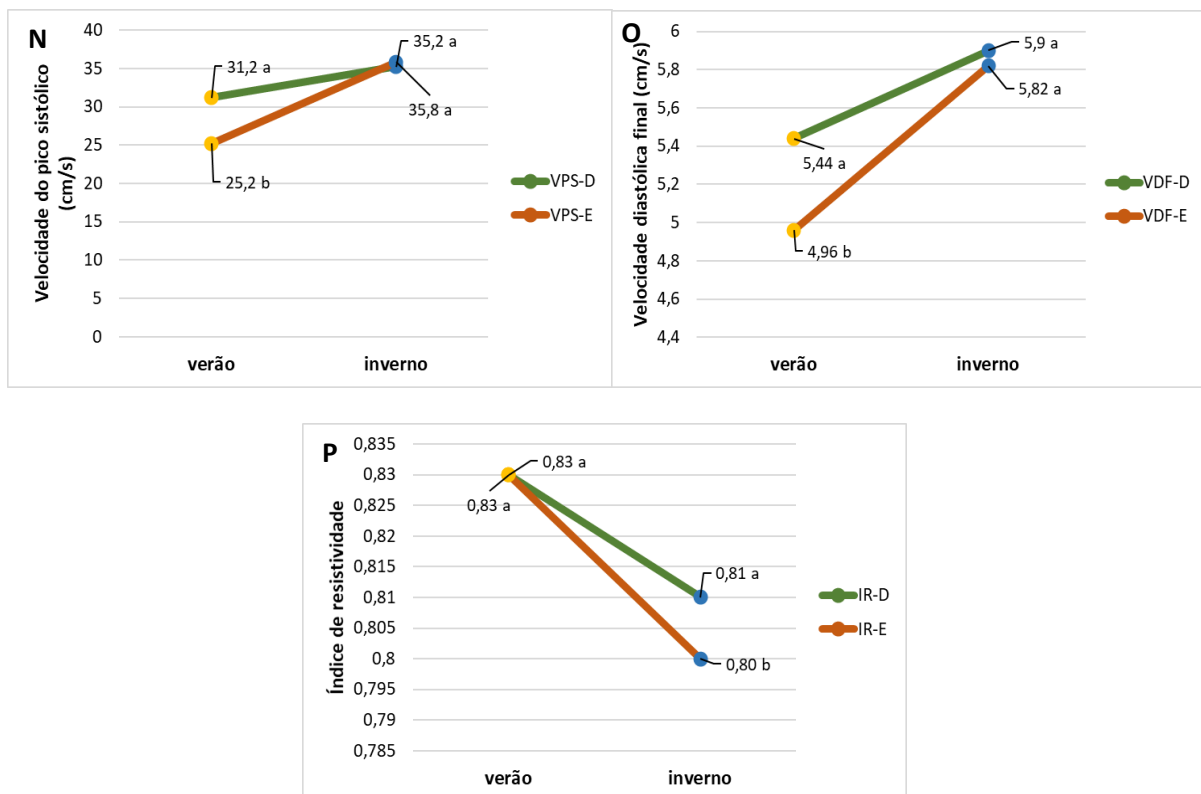 N
Velocidade do pico sistólico
(cm/s)
40
35
30
25
20
15
10
5
0
31,2 a
25,2 b
35,2 a
35,8 a
verão
inverno
VPS-D
VPS-E
O
Velocidade diastólica final (cm/s)
6
5,8
5,6
5,4
5,2
5
4,8
4,6
4,4
5,44 a
4,96 b
5,9 a
5,82 a
verão
inverno
VDF-D
VDF-E
P
Índice de resistividade
0,835
0,83
0,825
0,82
0,815
0,81
0,805
0,8
0,795
0,79
0,785
0,83 a
0,83 a
0,81 a
0,80 b
verão
inverno
IR-D
IR-E